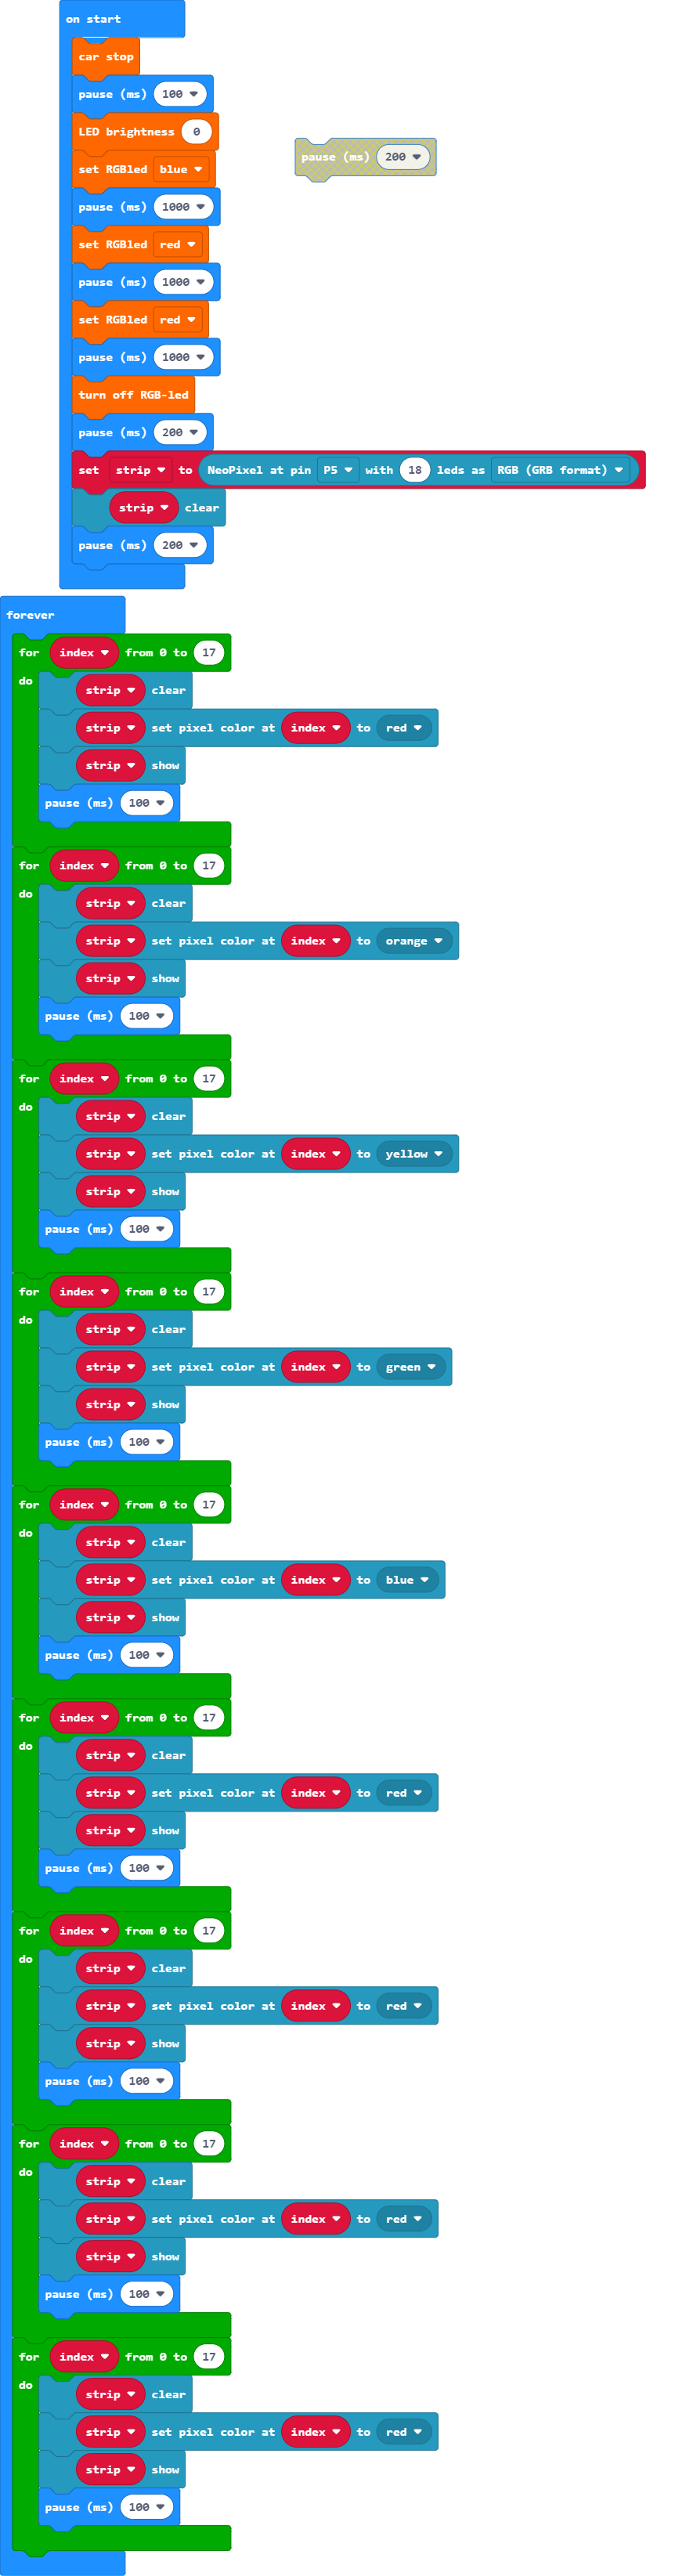 on start
car stop
pause (ms) 100
LED brightness 0
set RGBled blue
pause (ms) 1000
set RGBled red
pause (ms) 1000
set RGBled red
pause (ms) 1000
turn off RGB-led
pause (ms) 200
set strip to NeoPixel at pin P5 with 18 leds as RGB (GRB format)
strip clear
pause (ms) 200
pause (ms) 200
forever
for index from 0 to 17
do
strip clear
strip set pixel color at index to red
strip show
pause (ms) 100
for index from 0 to 17
do
strip clear
strip set pixel color at index to orange
strip show
pause (ms) 100
for index from 0 to 17
do
strip clear
strip set pixel color at index to yellow
strip show
pause (ms) 100
for index from 0 to 17
do
strip clear
strip set pixel color at index to green
strip show
pause (ms) 100
for index from 0 to 17
do
strip clear
strip set pixel color at index to blue
strip show
pause (ms) 100
for index from 0 to 17
do
strip clear
strip set pixel color at index to red
strip show
pause (ms) 100
for index from 0 to 17
do
strip clear
strip set pixel color at index to red
strip show
pause (ms) 100
for index from 0 to 17
do
strip clear
strip set pixel color at index to red
strip show
pause (ms) 100
for index from 0 to 17
do
strip clear
strip set pixel color at index to red
strip show
pause (ms) 100